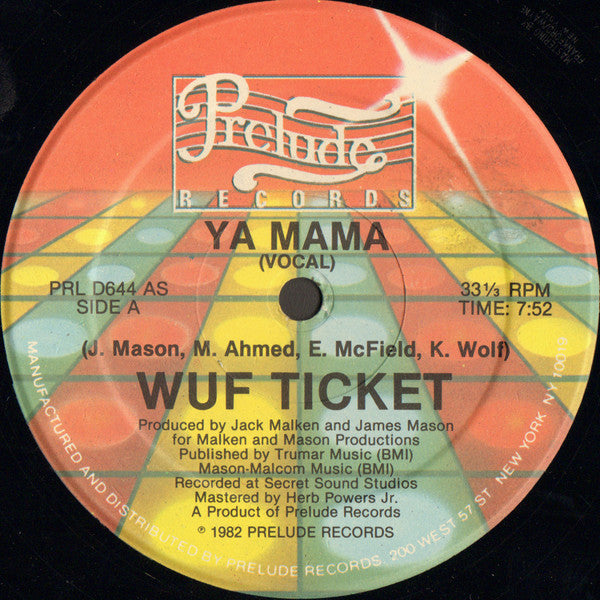 Prelude
RECORDS
YA MAMA
(VOCAL)
PRL D644 AS
SIDE A
33⅓ RPM
TIME: 7:52
(J. Mason, M. Ahmed, E. McField, K. Wolf)
WUF TICKET
Produced by Jack Malken and James Mason
for Malken and Mason Productions
Published by Trumar Music (BMI)
Mason-Malcom Music (BMI)
Recorded at Secret Sound Studios
Mastered by Herb Powers Jr.
A Product of Prelude Records
℗ 1982 PRELUDE RECORDS
MANUFACTURED AND DISTRIBUTED BY PRELUDE RECORDS, 200 WEST 57 ST. NEW YORK, NY 10019